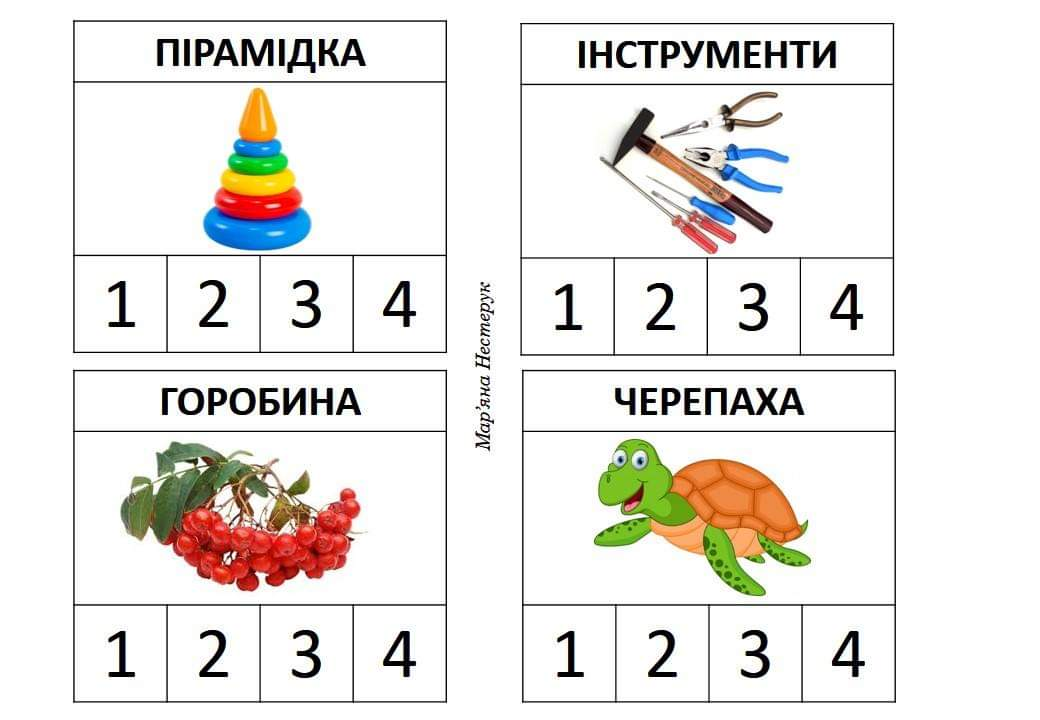 ПІРАМІДКА
1 2 3 4
ІНСТРУМЕНТИ
1 2 3 4
Мар’яна Нестерук
ГОРОБИНА
1 2 3 4
ЧЕРЕПАХА
1 2 3 4